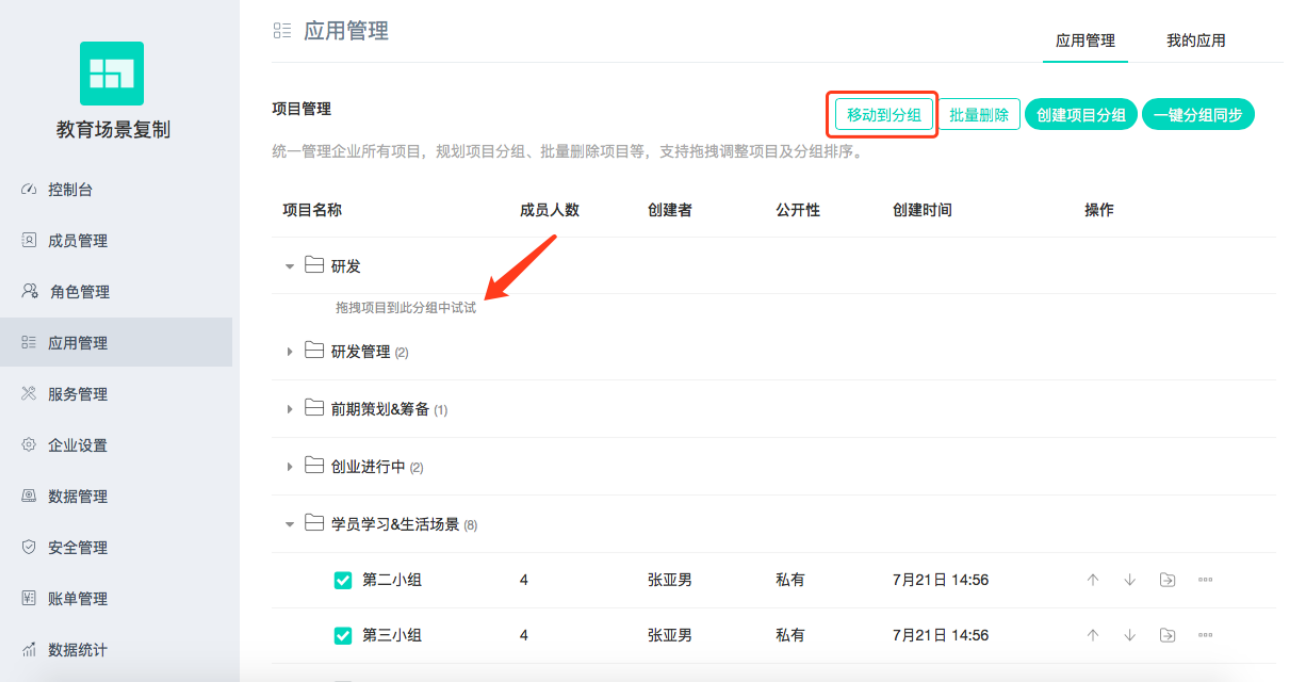 应用管理
应用管理 我的应用
教育场景复制
控制台
成员管理
角色管理
应用管理
服务管理
企业设置
数据管理
安全管理
账单管理
数据统计
项目管理
移动到分组 批量删除 创建项目分组 一键分组同步
统一管理企业所有项目，规划项目分组、批量删除项目等，支持拖拽调整项目及分组排序。
项目名称 成员人数 创建者 公开性 创建时间 操作
研发
拖拽项目到此分组中试试
研发管理 (2)
前期策划&筹备 (1)
创业进行中 (2)
学员学习&生活场景 (8)
第二小组 4 张亚男 私有 7月21日 14:56
第三小组 4 张亚男 私有 7月21日 14:56